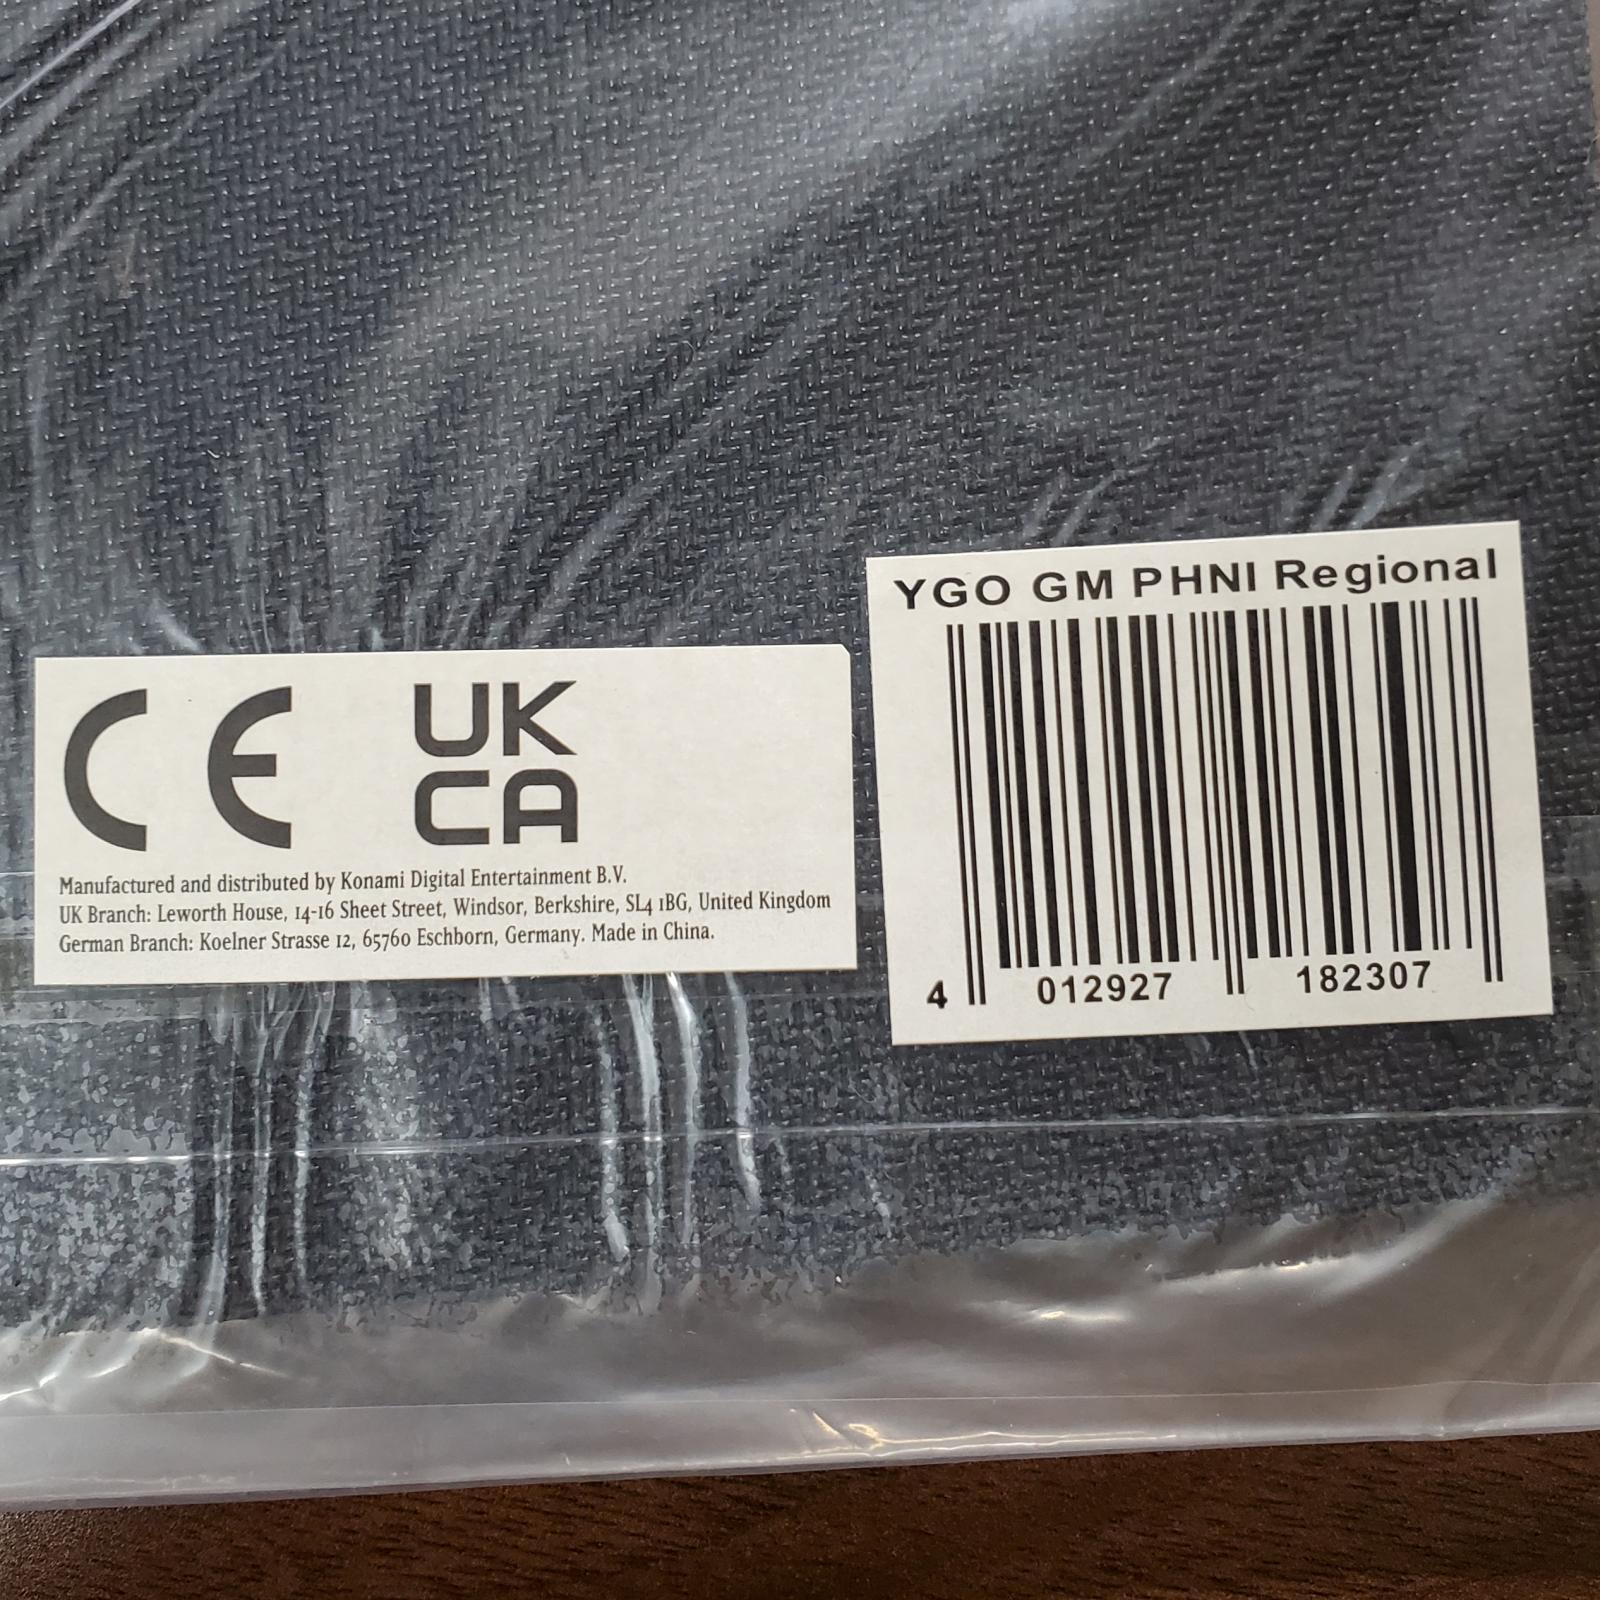 CE
UK
CA
Manufactured and distributed by Konami Digital Entertainment B.V.
UK Branch: Leworth House, 14-16 Sheet Street, Windsor, Berkshire, SL4 1BG, United Kingdom
German Branch: Koelner Strasse 12, 65760 Eschborn, Germany. Made in China.
YGO GM PHNI Regional
4 012927 182307